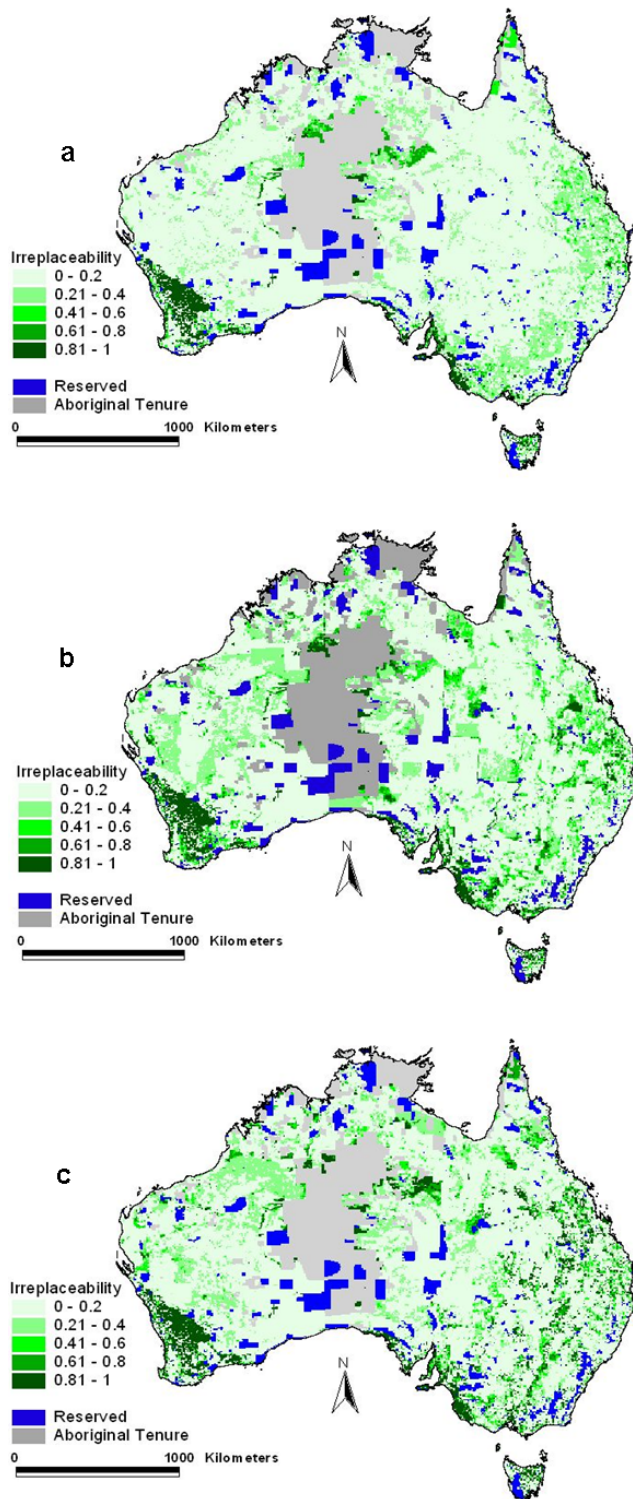 a
Irreplaceability
0 - 0.2
0.21 - 0.4
0.41 - 0.6
0.61 - 0.8
0.81 - 1
Reserved
Aboriginal Tenure
0 1000 Kilometers
N
b
Irreplaceability
0 - 0.2
0.21 - 0.4
0.41 - 0.6
0.61 - 0.8
0.81 - 1
Reserved
Aboriginal Tenure
0 1000 Kilometers
N
c
Irreplaceability
0 - 0.2
0.21 - 0.4
0.41 - 0.6
0.61 - 0.8
0.81 - 1
Reserved
Aboriginal Tenure
0 1000 Kilometers
N